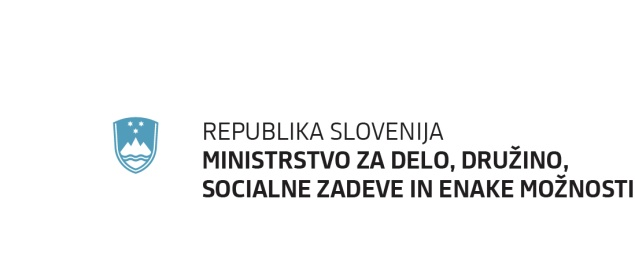 REPUBLIKA SLOVENIJA
MINISTRSTVO ZA DELO, DRUŽINO,
SOCIALNE ZADEVE IN ENAKE MOŽNOSTI